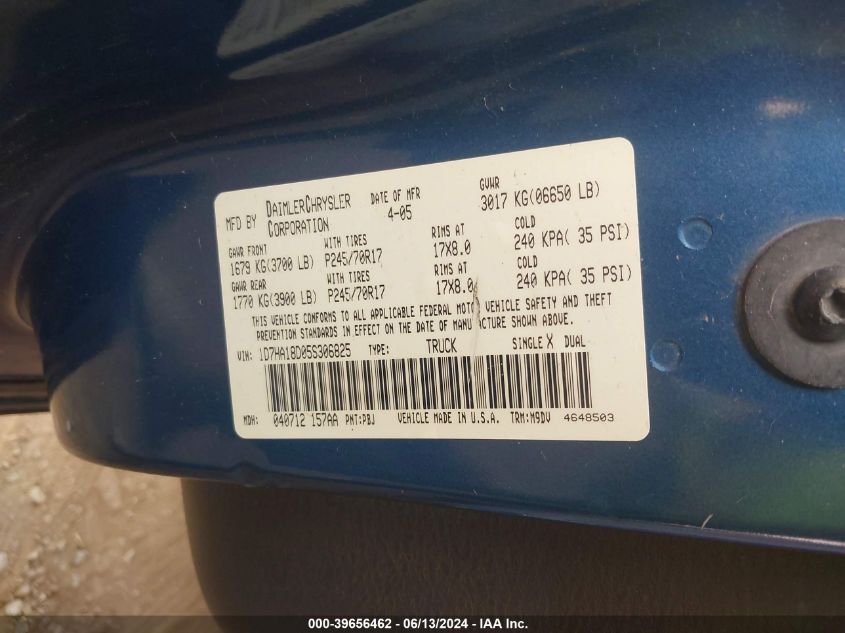 MFD BY DAIMLERCHRYSLER CORPORATION DATE OF MFR 4-05 GVWR 3017 KG(06650 LB)
GAWR FRONT WITH TIRES RIMS AT COLD
1679 KG(3700 LB) P245/70R17 17X8.0 240 KPA( 35 PSI)
GAWR REAR WITH TIRES RIMS AT COLD
1770 KG(3900 LB) P245/70R17 17X8.0 240 KPA( 35 PSI)
THIS VEHICLE CONFORMS TO ALL APPLICABLE FEDERAL MOTOR VEHICLE SAFETY AND THEFT
PREVENTION STANDARDS IN EFFECT ON THE DATE OF MANUFACTURE SHOWN ABOVE.
VIN: 1D7HA18D05S306825 TYPE: TRUCK SINGLE X DUAL
MDH: 040712 157AA PNT:PBJ VEHICLE MADE IN U.S.A. TRM:M9DV 4648503
000-39656462 - 06/13/2024 - IAA Inc.